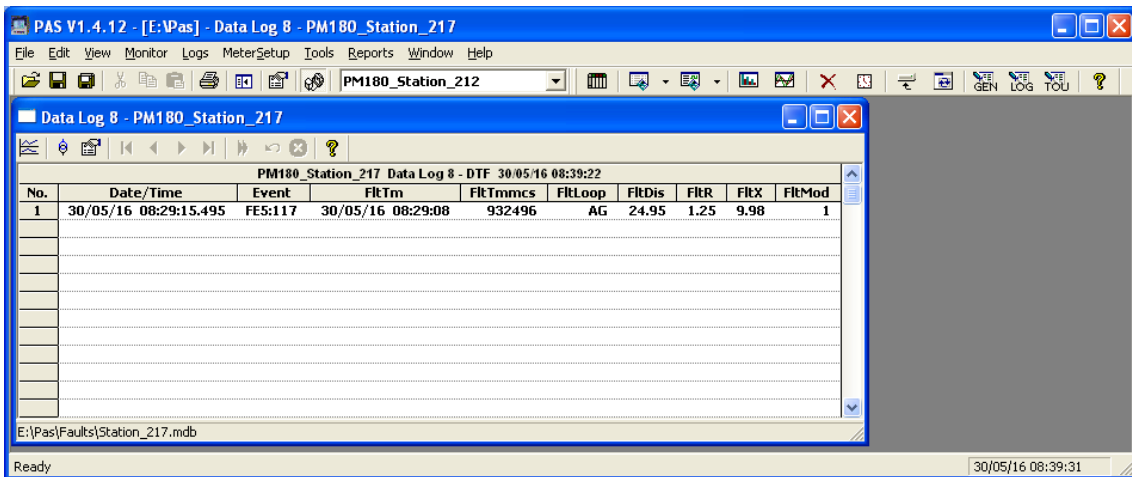 PAS V1.4.12 - [E:\Pas] - Data Log 8 - PM180_Station_217
File Edit View Monitor Logs MeterSetup Tools Reports Window Help
PM180_Station_212 GEN LOG TOU
Data Log 8 - PM180_Station_217
PM180_Station_217 Data Log 8 - DTF 30/05/16 08:39:22
No. Date/Time Event FltTm FltTmmcs FltLoop FltDis FltR FltX FltMod
1 30/05/16 08:29:15.495 FE5:117 30/05/16 08:29:08 932496 AG 24.95 1.25 9.98 1
E:\Pas\Faults\Station_217.mdb
Ready 30/05/16 08:39:31